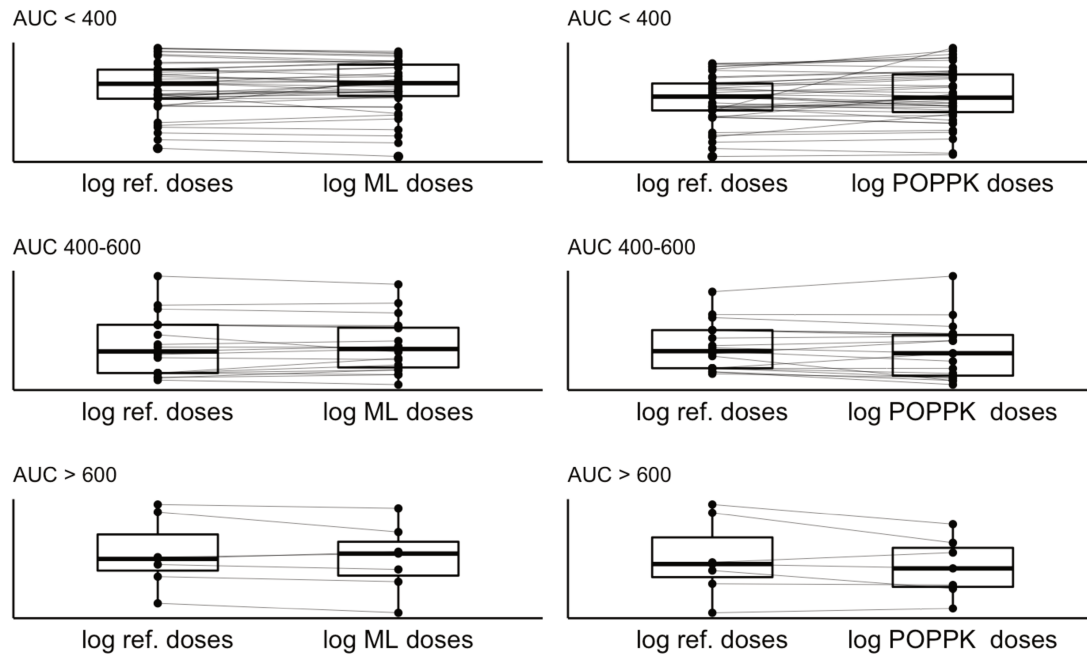 AUC < 400
log ref. doses
log ML doses
AUC < 400
log ref. doses
log POPPK doses
AUC 400-600
log ref. doses
log ML doses
AUC 400-600
log ref. doses
log POPPK  doses
AUC > 600
log ref. doses
log ML doses
AUC > 600
log ref. doses
log POPPK  doses